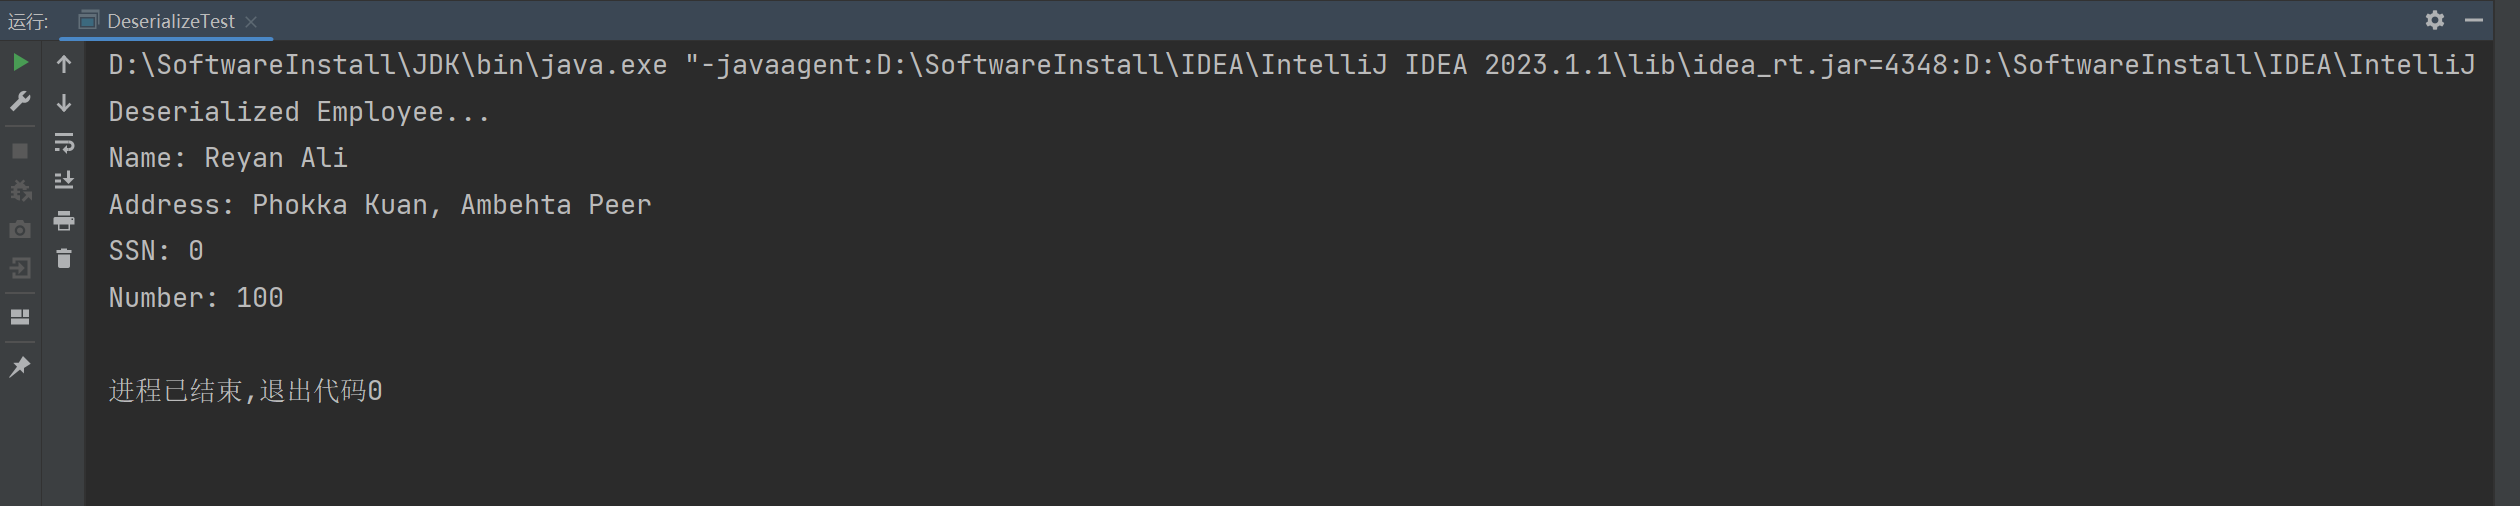 运行: DeserializeTest
D:\SoftwareInstall\JDK\bin\java.exe "-javaagent:D:\SoftwareInstall\IDEA\IntelliJ IDEA 2023.1.1\lib\idea_rt.jar=4348:D:\SoftwareInstall\IDEA\IntelliJ
Deserialized Employee...
Name: Reyan Ali
Address: Phokka Kuan, Ambehta Peer
SSN: 0
Number: 100
进程已结束,退出代码0